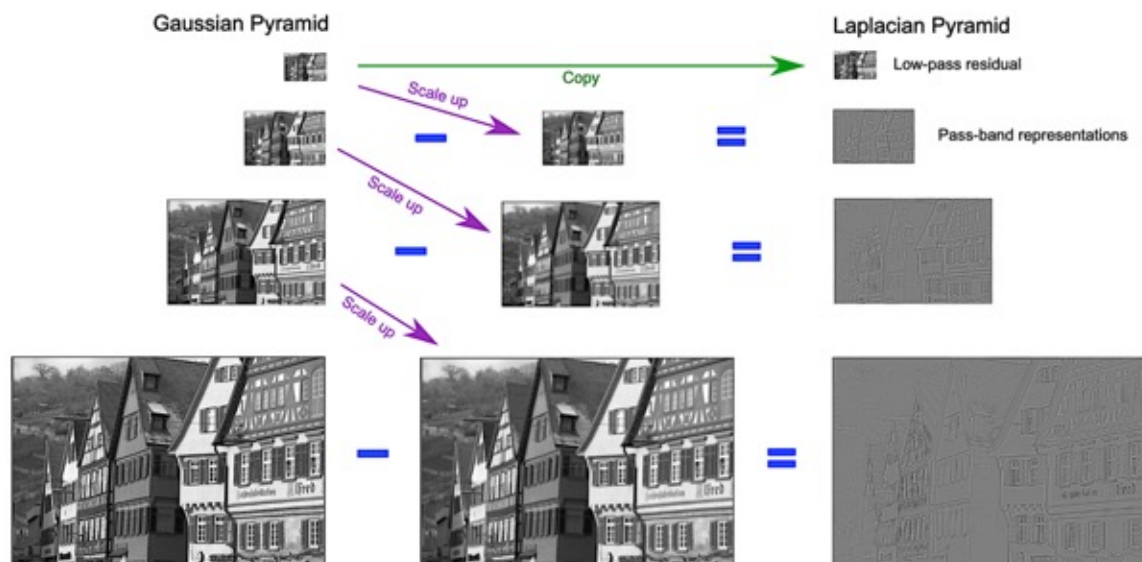 Gaussian Pyramid
Laplacian Pyramid
Low-pass residual
Copy
Scale up
Pass-band representations
Scale up
Scale up